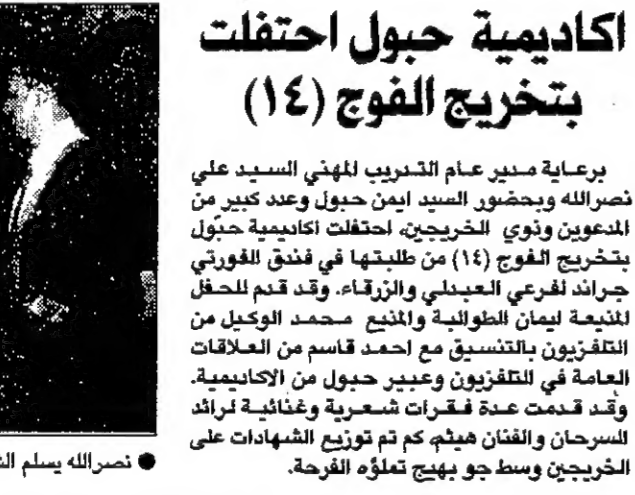 اكاديمية حبول احتفلت
بتخريج الفوج (١٤)
برعاية مدير عام التدريب المهني السيد علي
نصرالله وبحضور السيد ايمن حبول وعدد كبير من
المدعوين وذوي الخريجين، احتفلت اكاديمية حبّول
بتخريج الفوج (١٤) من طلبتها في فندق الفورتي
جراند لفرعي العبدلي والزرقاء. وقد قدم للحفل
المنيعة ايمان الطوالبة والمنيع محمد الوكيل من
التلفزيون بالتنسيق مع احمد قاسم من العلاقات
العامة في التلفزيون وعبير حبول من الاكاديمية.
وقد قدمت عدة فقرات شعرية وغنائية لرائد
السرحان والفنان هيثم، كم تم توزيع الشهادات على
الخريجين وسط جو بهيج تملؤه الفرحة.
● نصرالله يسلم